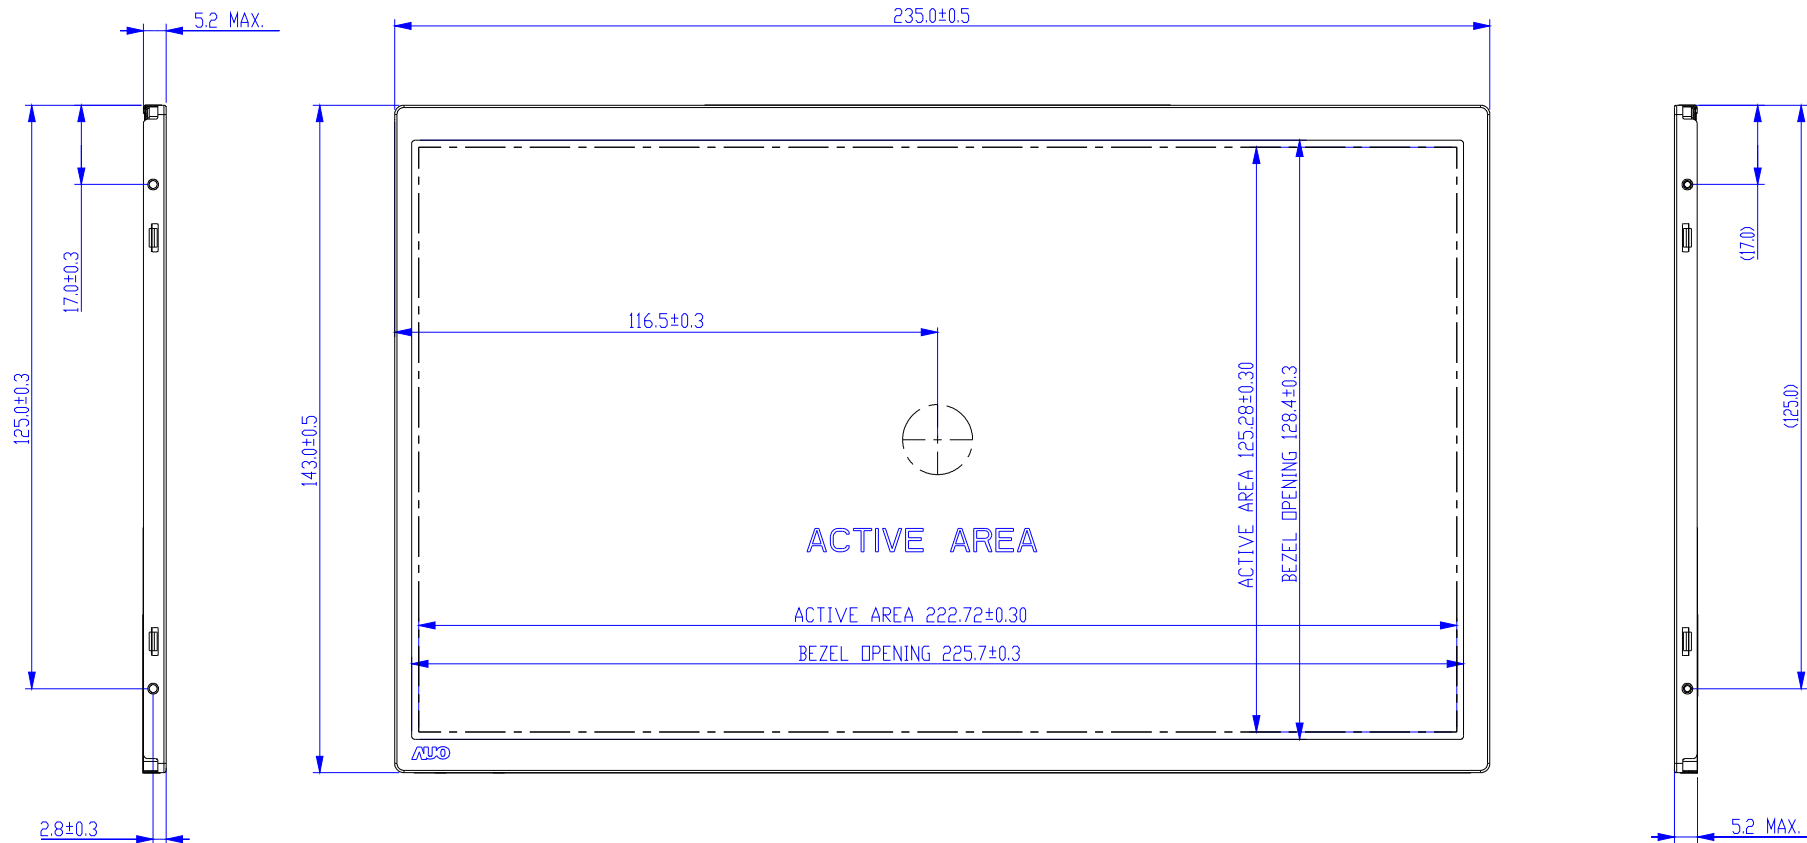 5.2 MAX.
235.0±0.5
17.0±0.3
(17.0)
116.5±0.3
125.0±0.3
143.0±0.5
ACTIVE AREA 125.28±0.30
BEZEL OPENING 128.4±0.3
(125.0)
ACTIVE AREA
ACTIVE AREA 222.72±0.30
BEZEL OPENING 225.7±0.3
AUO
2.8±0.3
5.2 MAX.